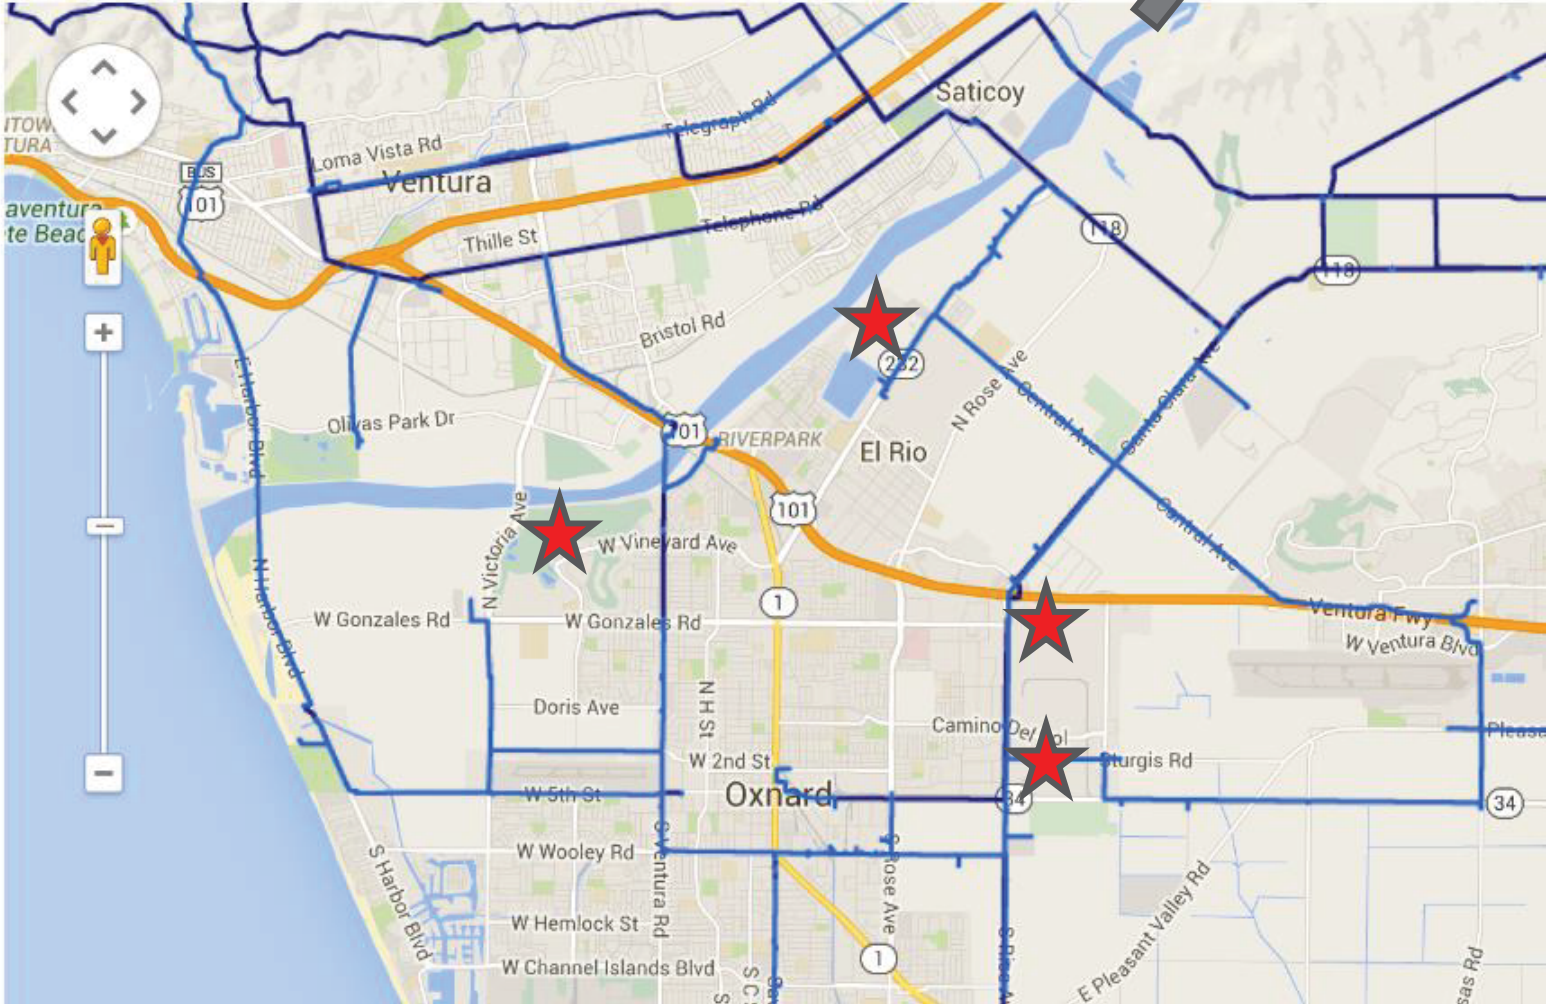 Saticoy
Telegraph Rd
NTOW
TURA
Loma Vista Rd
BUS
101
Ventura
aventura
te Beac
Telephone Rd
Thille St
118
118
Bristol Rd
232
N Rose Ave
Central Ave
Santa Clara Ave
E Harbor Blvd
Olivas Park Dr
101
RIVERPARK
El Rio
101
N Victoria Ave
W Vineyard Ave
Central Ave
N Harbor Blvd
1
W Gonzales Rd
W Gonzales Rd
Ventura Fwy
W Ventura Blvd
N H St
Doris Ave
Camino Del Sol
Pleasa
W 2nd St
Sturgis Rd
W 5th St
Oxnard
34
34
S Harbor Blvd
W Wooley Rd
S Ventura Rd
S Rose Ave
E Pleasant Valley Rd
W Hemlock St
1
W Channel Islands Blvd
S C S
S
sas Rd